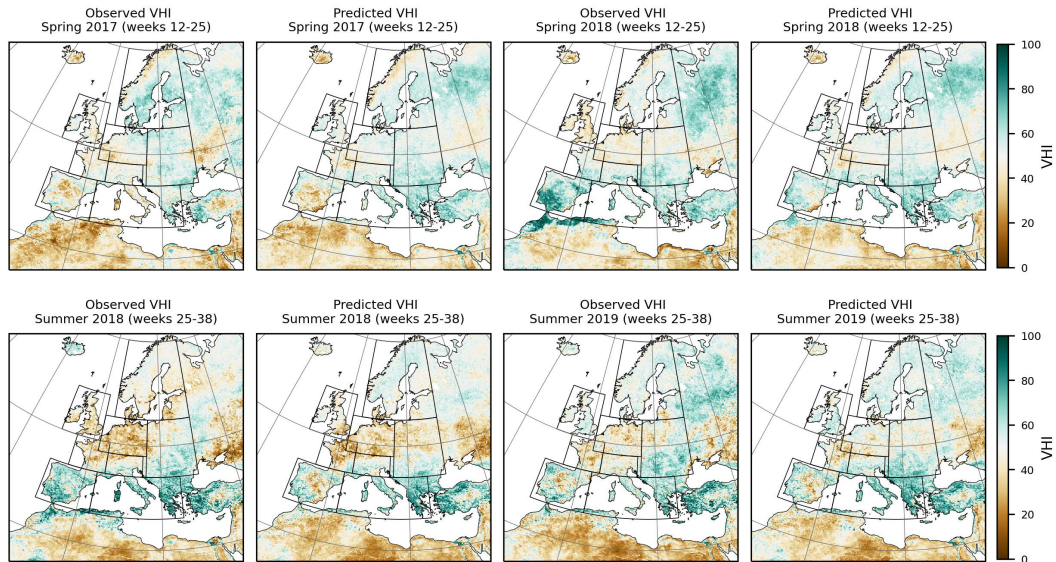 Observed VHI
Spring 2017 (weeks 12-25)
Predicted VHI
Spring 2017 (weeks 12-25)
Observed VHI
Spring 2018 (weeks 12-25)
Predicted VHI
Spring 2018 (weeks 12-25)
100
80
60
40
20
0
VHI
Observed VHI
Summer 2018 (weeks 25-38)
Predicted VHI
Summer 2018 (weeks 25-38)
Observed VHI
Summer 2019 (weeks 25-38)
Predicted VHI
Summer 2019 (weeks 25-38)
100
80
60
40
20
0
VHI